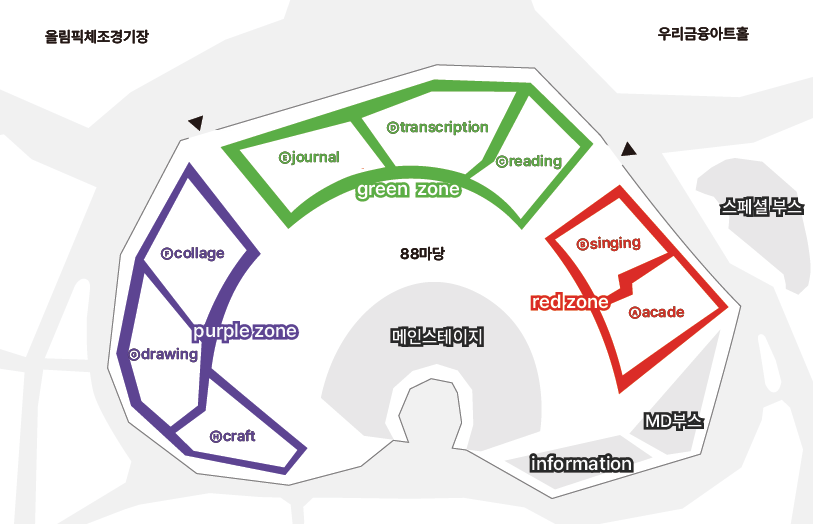 올림픽체조경기장
우리금융아트홀
Ⓓtranscription
Ⓔjournal
Ⓒreading
green zone
스페셜 부스
Ⓕcollage
88마당
Ⓑsinging
red zone
Ⓐacade
purple zone
메인스테이지
Ⓖdrawing
MD부스
Ⓗcraft
information